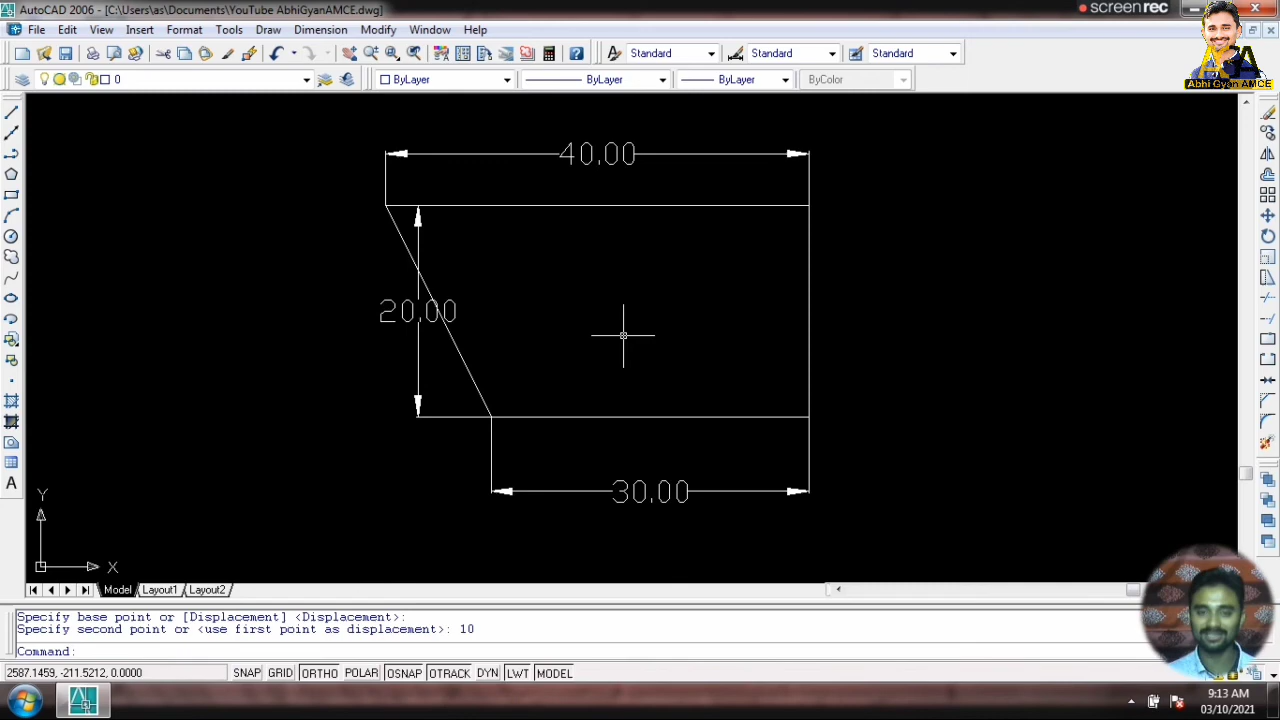 AutoCAD 2006 - [C:\Users\as\Documents\YouTube AbhiGyanAMCE.dwg]
screen rec
File Edit View Insert Format Tools Draw Dimension Modify Window Help
Standard Standard Standard
0 ByLayer ByLayer ByLayer ByColor
Abhi Gyan AMCE
40.00
20.00
30.00
Y
X
A
Model Layout1 Layout2
Specify base point or [Displacement] <Displacement>:
Specify second point or <use first point as displacement>: 10
Command:
2587.1459, -211.5212, 0.0000 SNAP GRID ORTHO POLAR OSNAP OTRACK DYN LWT MODEL
9:13 AM
03/10/2021